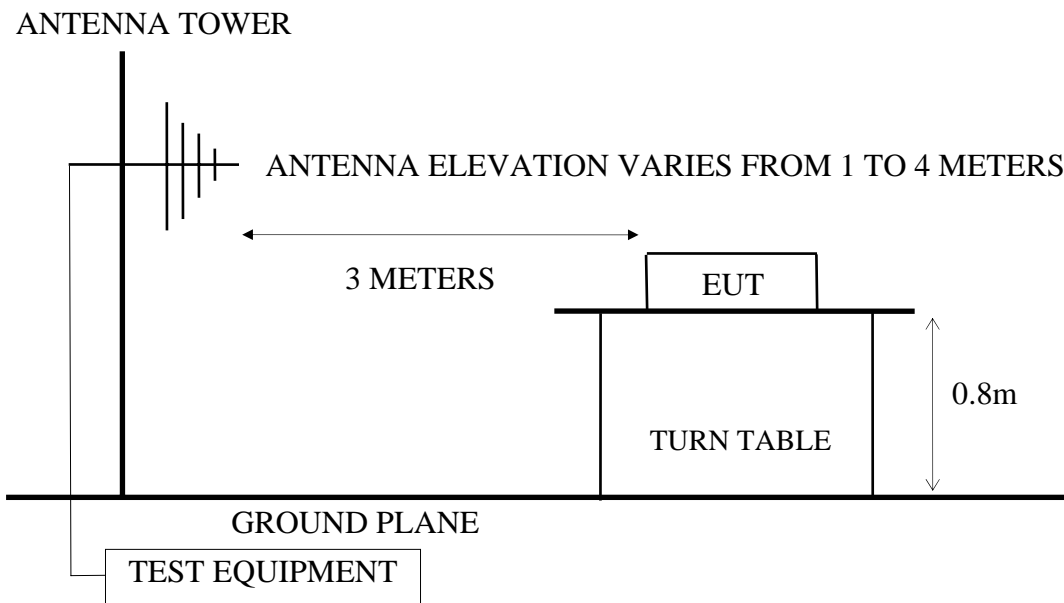 ANTENNA TOWER
ANTENNA ELEVATION VARIES FROM 1 TO 4 METERS
3 METERS
EUT
0.8m
TURN TABLE
GROUND PLANE
TEST EQUIPMENT